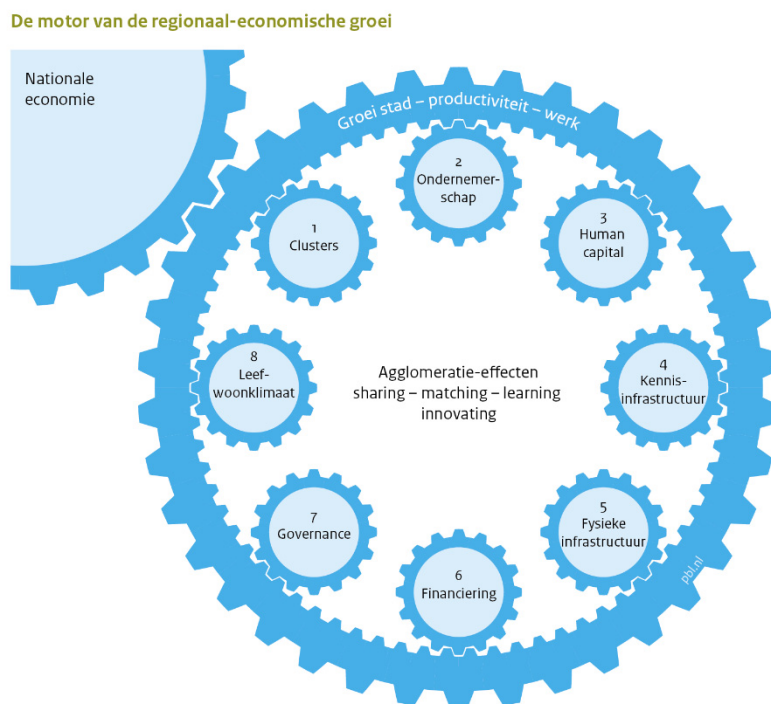 De motor van de regionaal-economische groei
Nationale
economie
Groei stad – productiviteit – werk
1
Clusters
2
Ondernemer-
schap
3
Human
capital
4
Kennis-
infrastructuur
5
Fysieke
infrastructuur
6
Financiering
7
Governance
8
Leef-
woonklimaat
Agglomeratie-effecten
sharing – matching – learning
innovating
pbl.nl